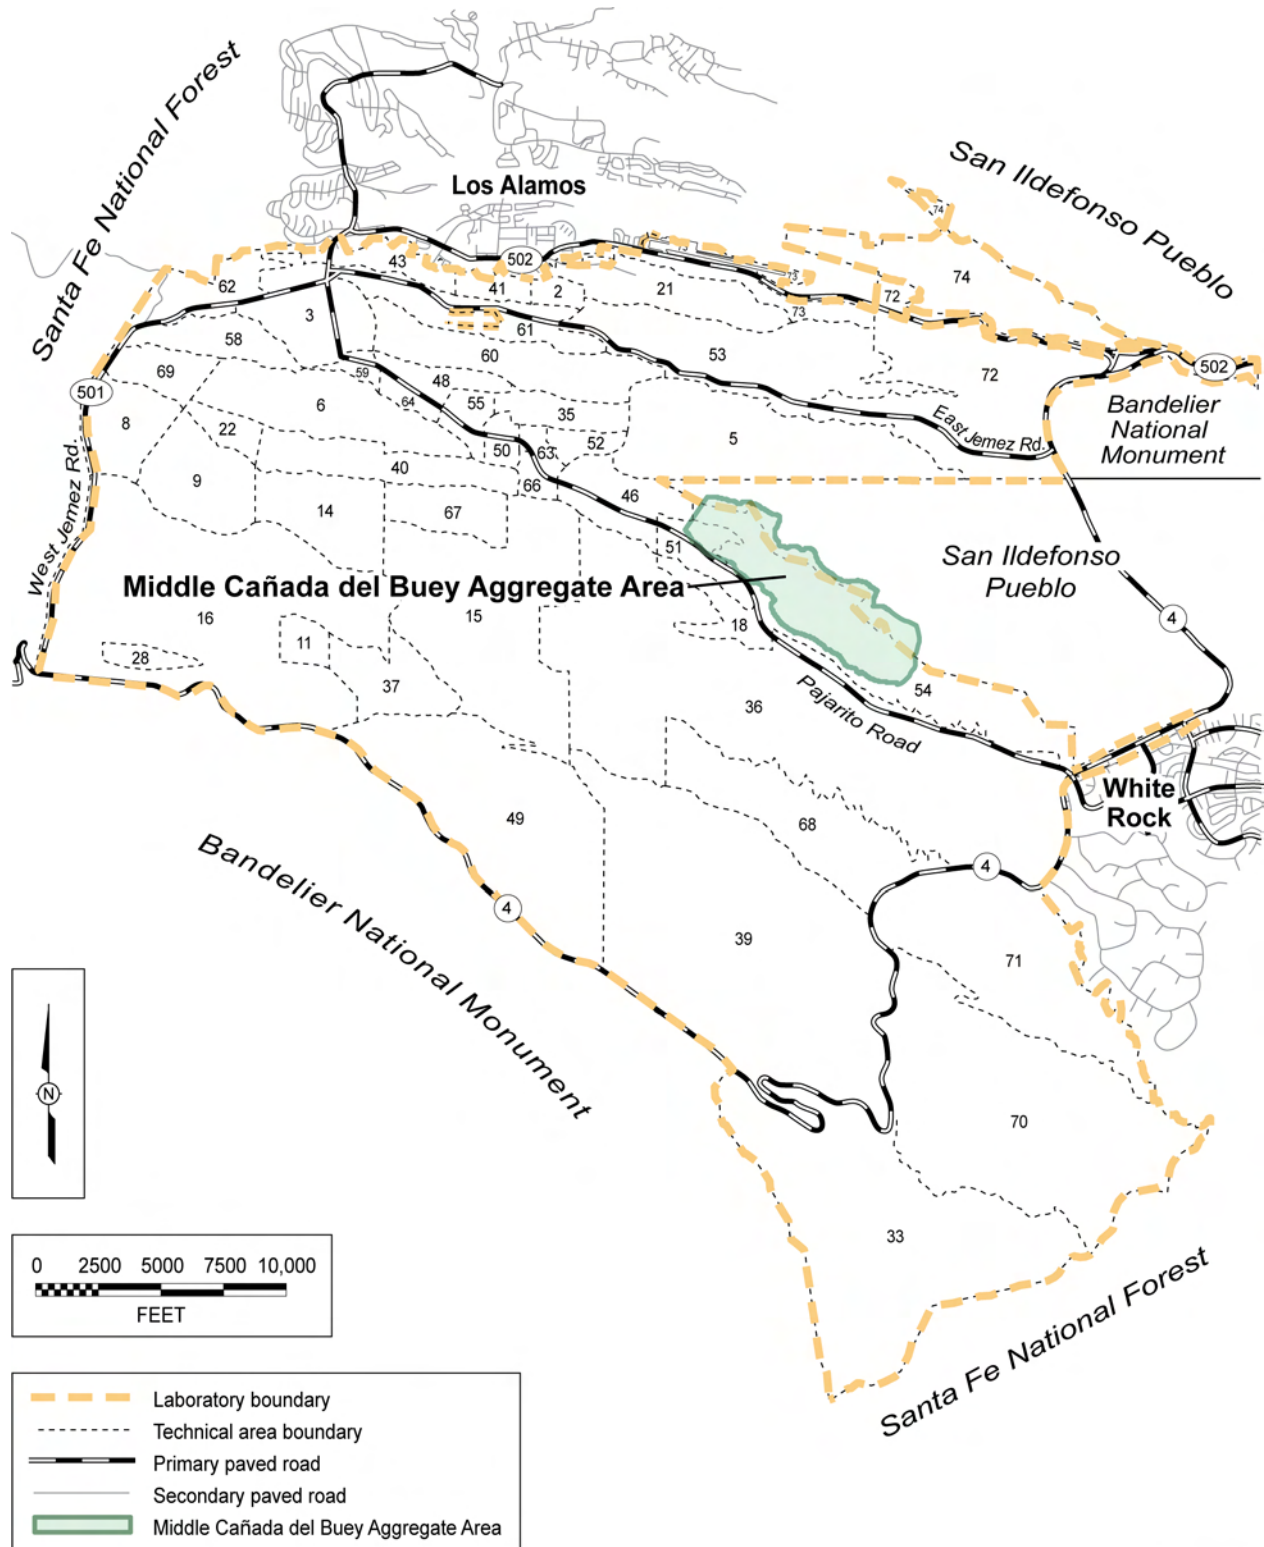 Santa Fe National Forest
Los Alamos
San Ildefonso Pueblo
74
502
43
62
41
2
21
73
72
74
3
73
61
58
53
60
72
502
69
59
48
501
64
55
6
35
8
22
5
East Jemez Rd.
Bandelier
National
Monument
52
50
63
40
9
66
46
14
67
51
West Jemez Rd.
San Ildefonso
Pueblo
Middle Cañada del Buey Aggregate Area
16
15
4
18
11
28
37
54
36
Pajarito Road
White
Rock
49
68
Bandelier National Monument
4
4
39
71
N
70
33
Santa Fe National Forest
0 2500 5000 7500 10,000
FEET
Laboratory boundary
Technical area boundary
Primary paved road
Secondary paved road
Middle Cañada del Buey Aggregate Area